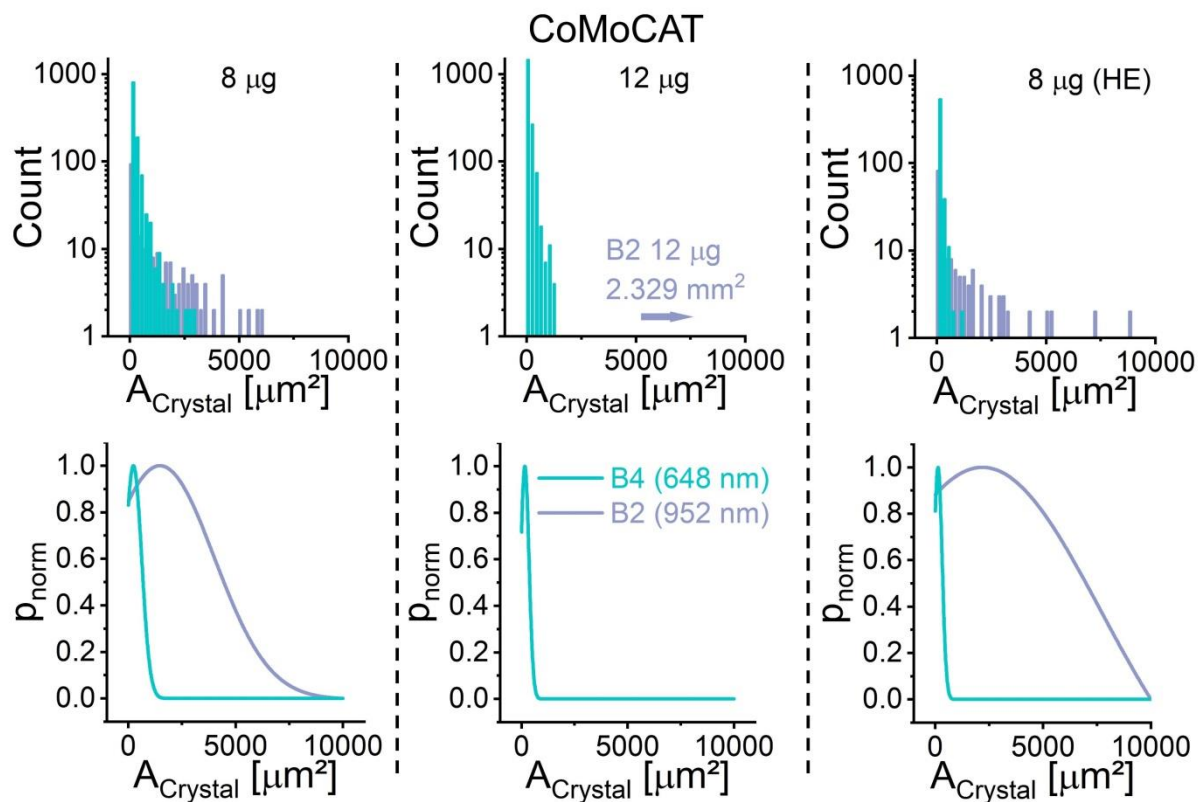 CoMoCAT
8 μg
Count
1000
100
10
1
0
5000
10000
A_Crystal [μm²]
12 μg
Count
1000
100
10
1
B2 12 μg
2.329 mm²
0
5000
10000
A_Crystal [μm²]
8 μg (HE)
Count
1000
100
10
1
0
5000
10000
A_Crystal [μm²]
p_norm
1.0
0.8
0.6
0.4
0.2
0.0
0
5000
10000
A_Crystal [μm²]
p_norm
1.0
0.8
0.6
0.4
0.2
0.0
B4 (648 nm)
B2 (952 nm)
0
5000
10000
A_Crystal [μm²]
p_norm
1.0
0.8
0.6
0.4
0.2
0.0
0
5000
10000
A_Crystal [μm²]